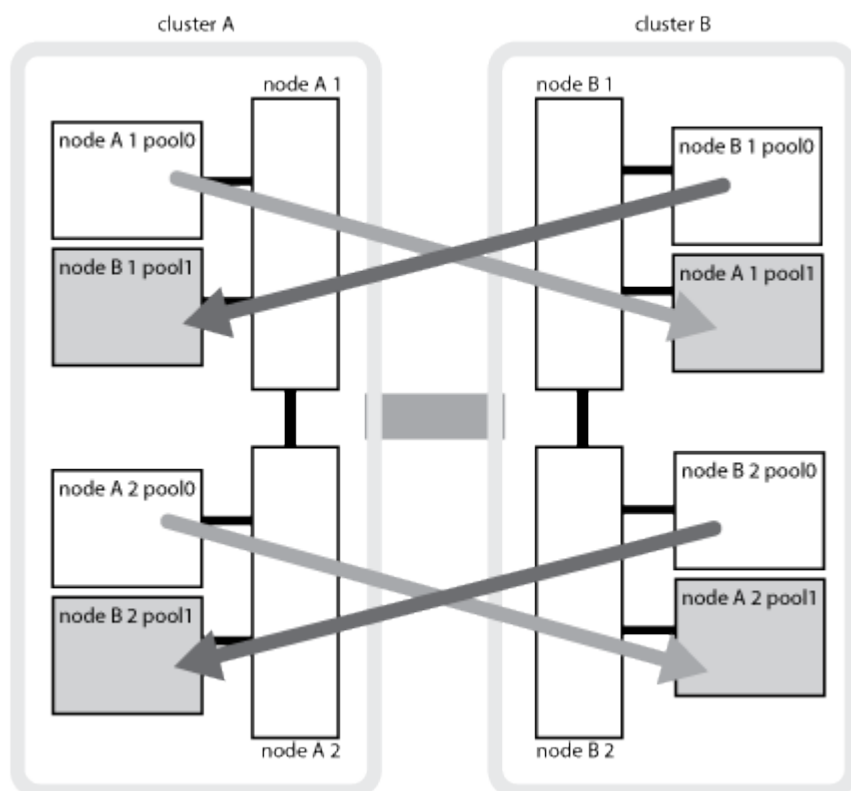 cluster A
cluster B
node A 1
node B 1
node A 1 pool0
node B 1 pool0
node B 1 pool1
node A 1 pool1
node A 2 pool0
node B 2 pool0
node B 2 pool1
node A 2 pool1
node A 2
node B 2